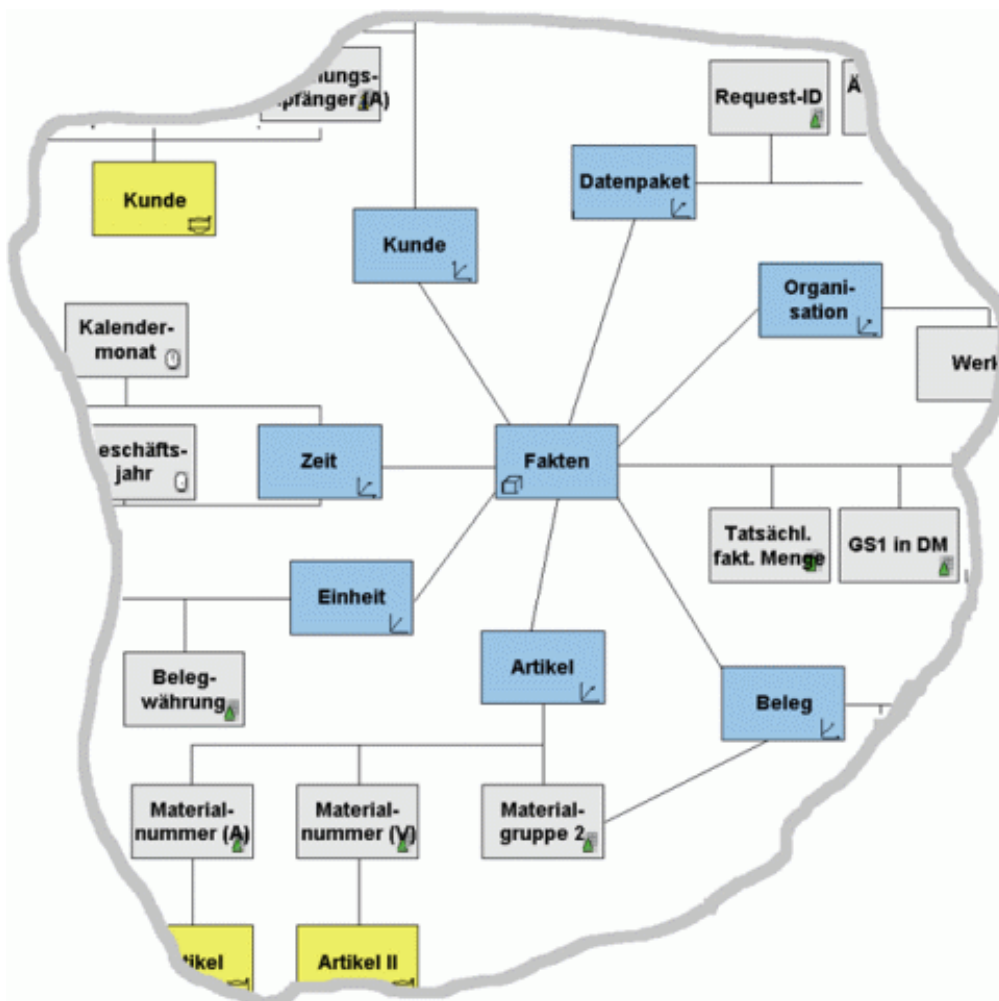 (A)
Request-ID
Kunde
Datenpaket
Kunde
Organi-
sation
Kalender-
monat
Werk
jahr
Zeit
Fakten
Tatsächl.
fakt. Menge
GS1 in DM
Einheit
Beleg-
währung
Artikel
Beleg
Material-
nummer (A)
Material-
nummer (V)
Material-
gruppe 2
Artikel II